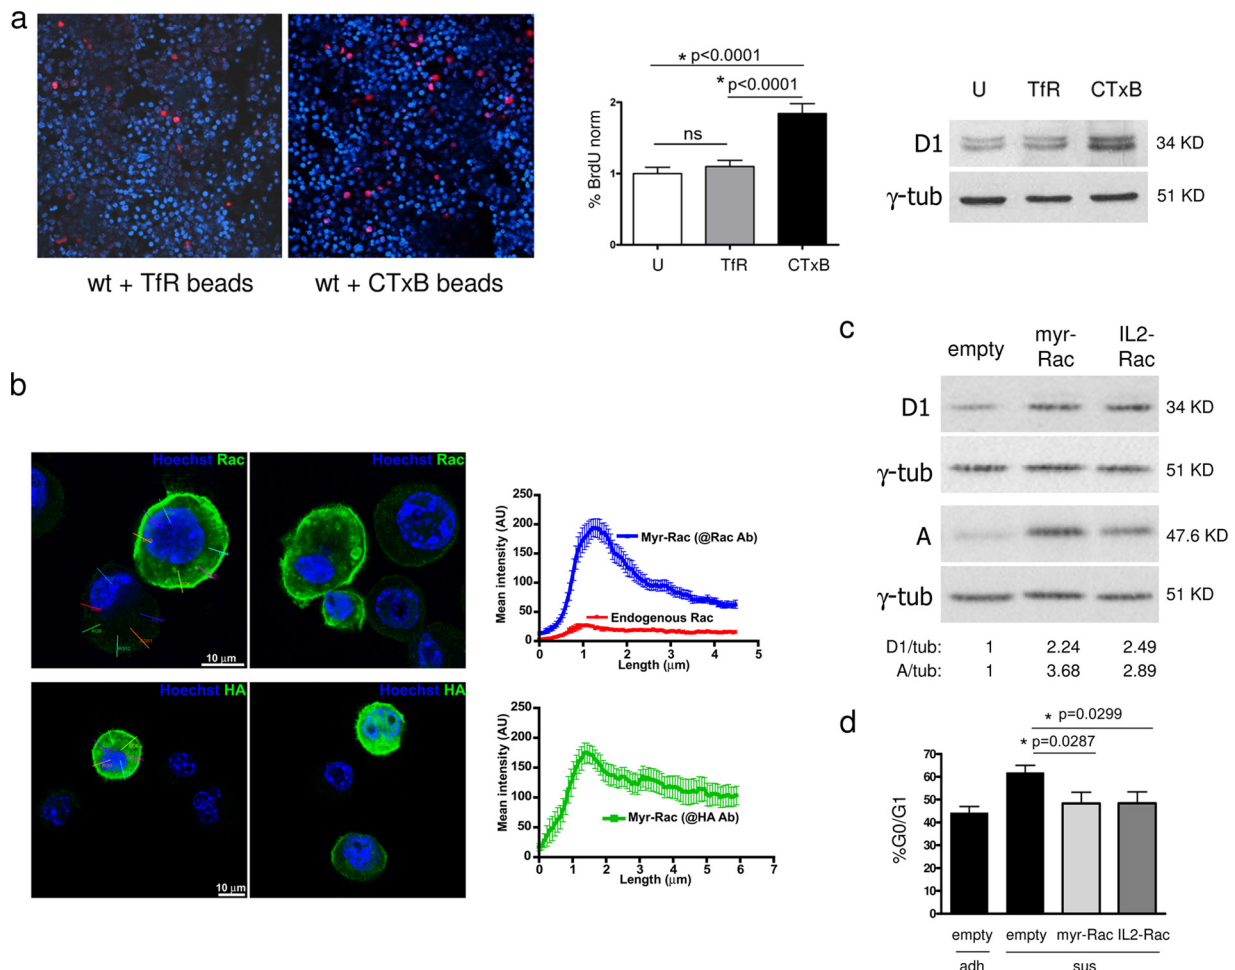 a
wt + TfR beads
wt + CTxB beads
* p<0.0001
* p<0.0001
ns
% BrdU norm
2
1
0
U
TfR
CTxB
U TfR CTxB
D1 34 KD
γ-tub 51 KD
b
Hoechst Rac
Hoechst Rac
10 μm
Hoechst HA
Hoechst HA
10 μm
10 μm
Mean intensity (AU)
250
200
150
100
50
0
Myr-Rac (@Rac Ab)
Endogenous Rac
0 1 2 3 4 5
Length (μm)
Mean intensity (AU)
250
200
150
100
50
0
Myr-Rac (@HA Ab)
0 1 2 3 4 5 6 7
Length (μm)
c
empty myr-Rac IL2-Rac
D1 34 KD
γ-tub 51 KD
A 47.6 KD
γ-tub 51 KD
D1/tub: 1 2.24 2.49
A/tub: 1 3.68 2.89
d
* p=0.0299
* p=0.0287
%G0/G1
70
60
50
40
30
20
10
0
empty empty myr-Rac IL2-Rac
adh sus